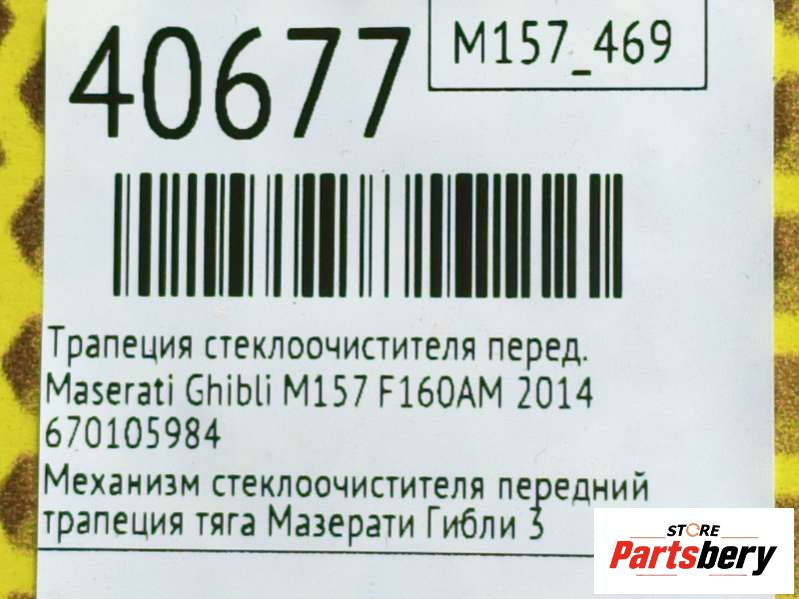 40677
M157_469
Трапеция стеклоочистителя перед.
Maserati Ghibli M157 F160AM 2014
670105984
Механизм стеклоочистителя передний
трапеция тяга Мазерати Гибли 3
STORE
Partsbery